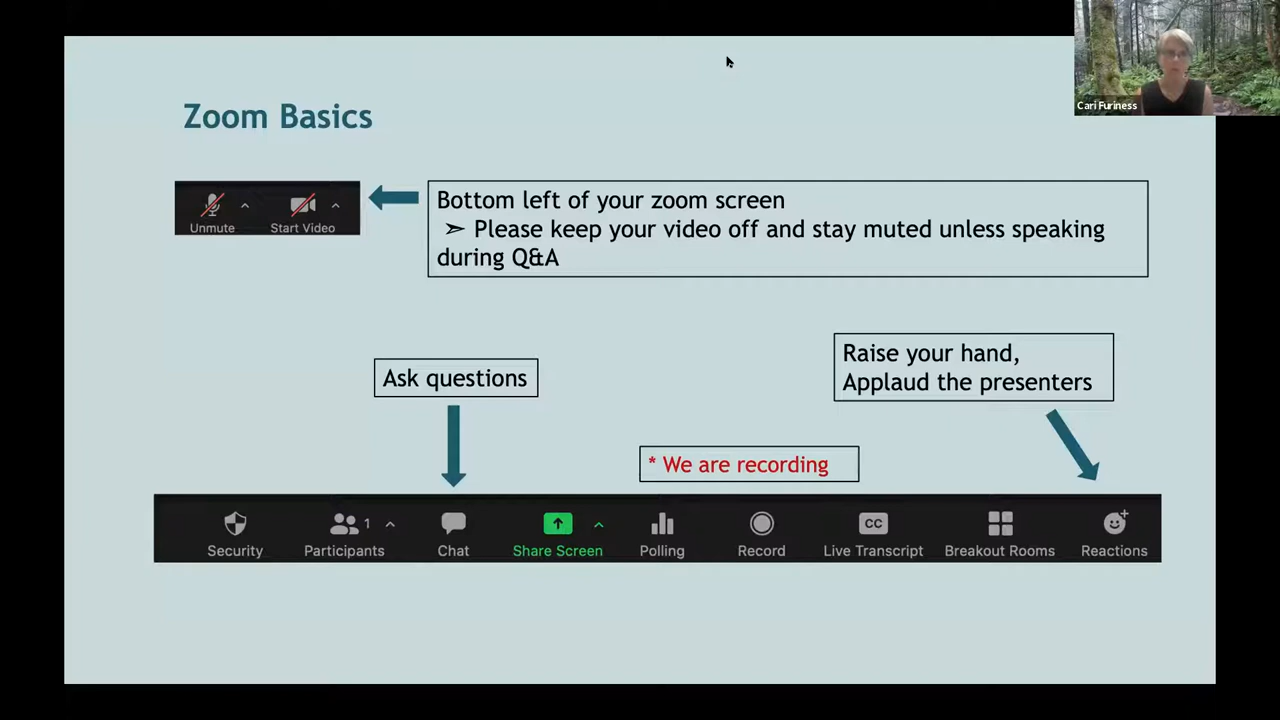 Cari Furiness
Zoom Basics
Unmute
Start Video
Bottom left of your zoom screen
➢ Please keep your video off and stay muted unless speaking
during Q&A
Ask questions
Raise your hand,
Applaud the presenters
* We are recording
Security
Participants 1
Chat
Share Screen
Polling
Record
CC
Live Transcript
Breakout Rooms
Reactions